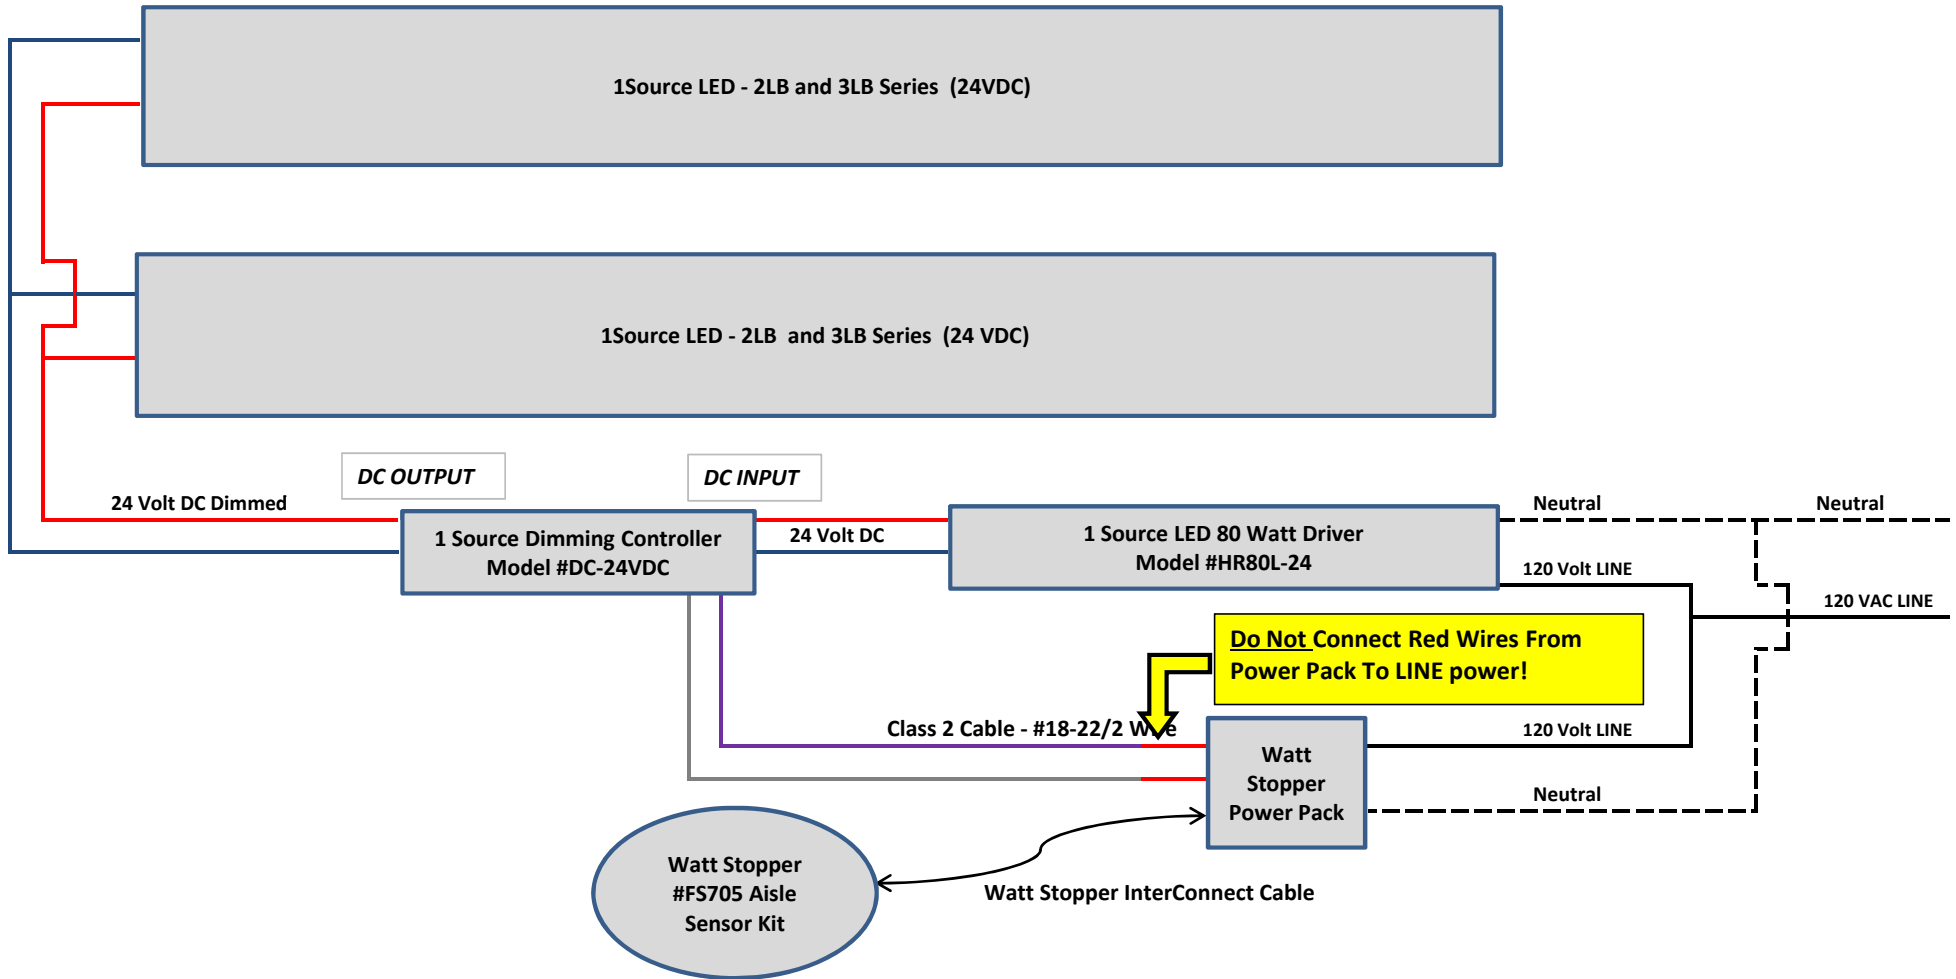 1Source LED - 2LB and 3LB Series  (24VDC)
1Source LED - 2LB  and 3LB Series  (24 VDC)
DC OUTPUT
DC INPUT
24 Volt DC Dimmed
Neutral
Neutral
1 Source Dimming Controller
Model #DC-24VDC
24 Volt DC
1 Source LED 80 Watt Driver
Model #HR80L-24
120 Volt LINE
120 VAC LINE
Do Not Connect Red Wires From
Power Pack To LINE power!
Class 2 Cable - #18-22/2 Wire
120 Volt LINE
Watt
Stopper
Power Pack
Neutral
Watt Stopper
#FS705 Aisle
Sensor Kit
Watt Stopper InterConnect Cable